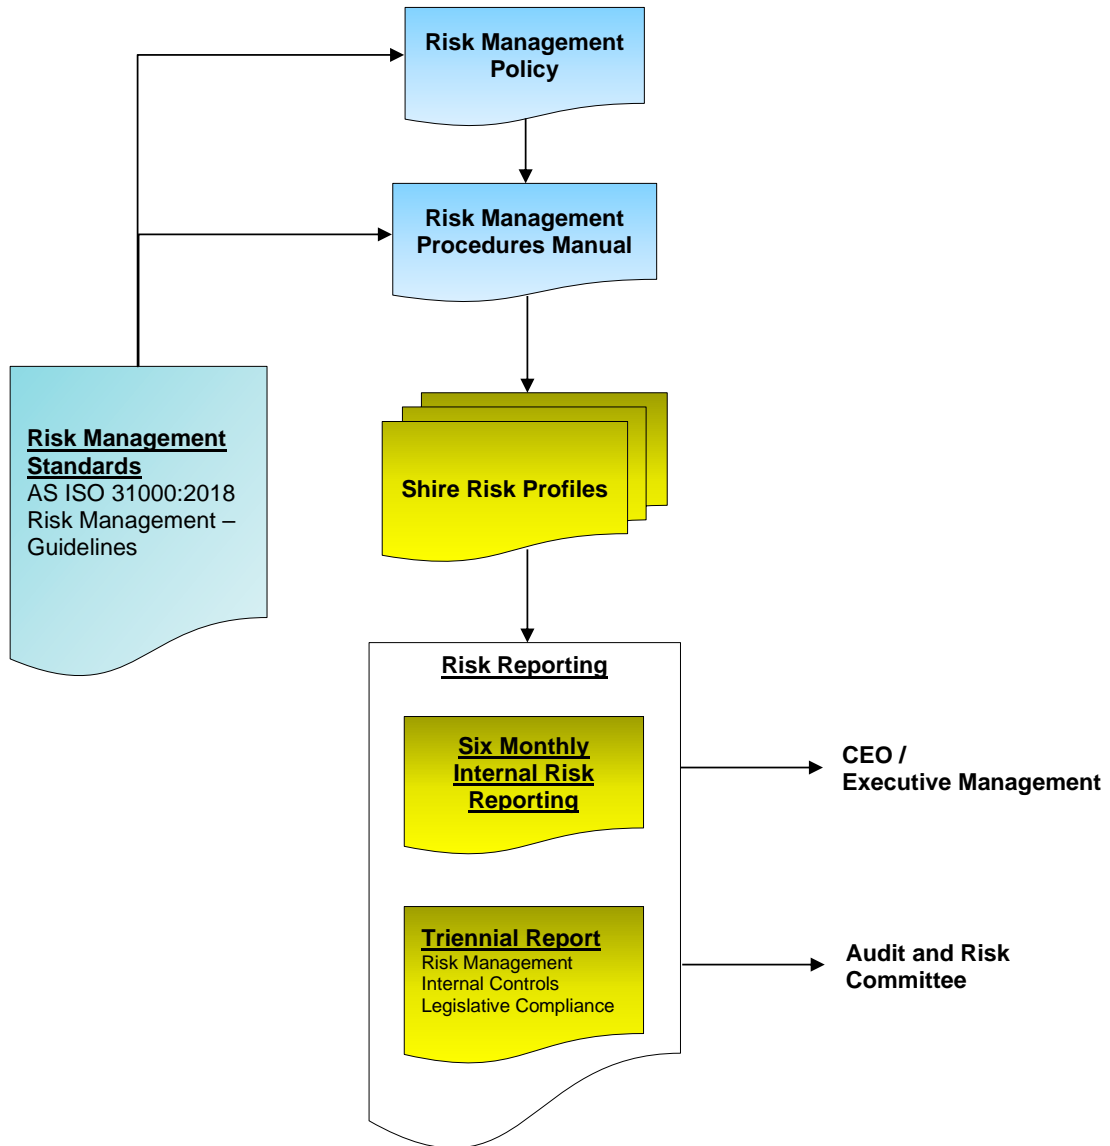 Risk Management
Policy
Risk Management
Procedures Manual
Risk Management
Standards
AS ISO 31000:2018
Risk Management –
Guidelines
Shire Risk Profiles
Risk Reporting
Six Monthly
Internal Risk
Reporting
CEO /
Executive Management
Triennial Report
Risk Management
Internal Controls
Legislative Compliance
Audit and Risk
Committee